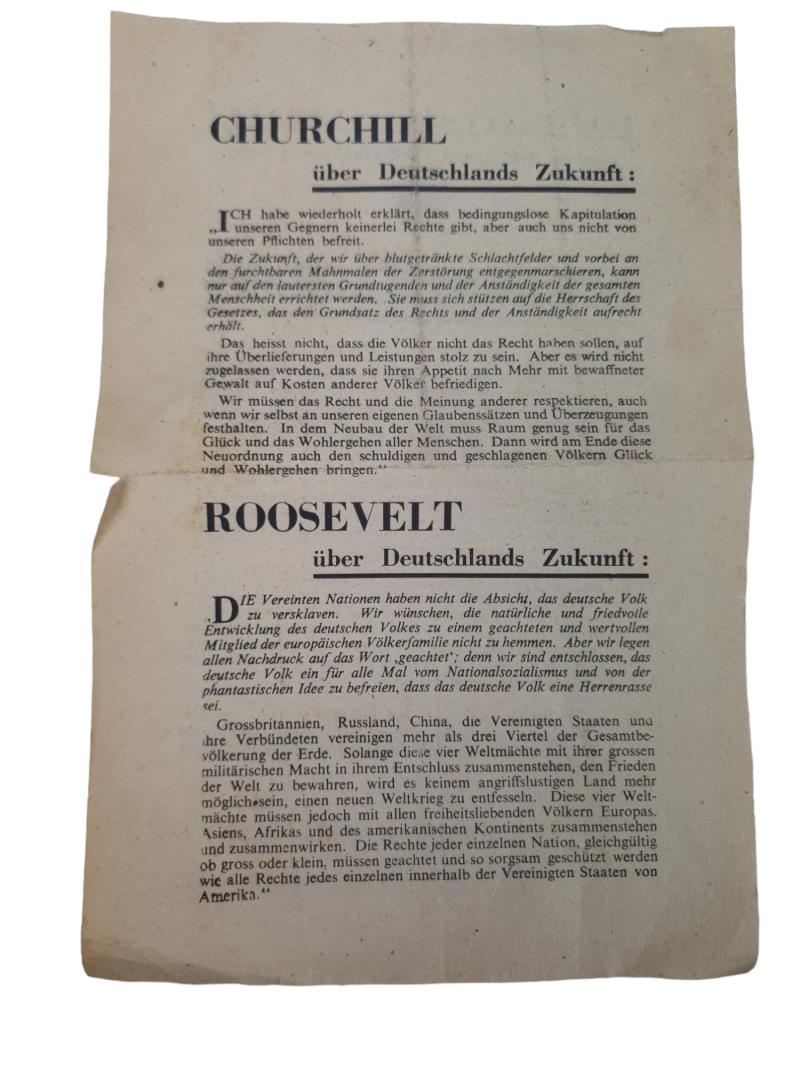 CHURCHILL
über Deutschlands Zukunft :
„ICH habe wiederholt erklärt, dass bedingungslose Kapitulation
unseren Gegnern keinerlei Rechte gibt, aber auch uns nicht von
unseren Pflichten befreit.
Die Zukunft, der wir über blutgetränkte Schlachtfelder und vorbei an
den furchtbaren Mahnmalen der Zerstörung entgegenmarschieren, kann
nur auf den lautersten Grundtugenden und der Anständigkeit der gesamten
Menschheit errichtet werden. Sie muss sich stützen auf die Herrschaft des
Gesetzes, das den Grundsatz des Rechts und der Anständigkeit aufrecht
erhält.
Das heisst nicht, dass die Völker nicht das Recht haben sollen, auf
ihre Überlieferungen und Leistungen stolz zu sein. Aber es wird nicht
zugelassen werden, dass sie ihren Appetit nach Mehr mit bewaffneter
Gewalt auf Kosten anderer Völker befriedigen.
Wir müssen das Recht und die Meinung anderer respektieren, auch
wenn wir selbst an unseren eigenen Glaubenssätzen und Überzeugungen
festhalten. In dem Neubau der Welt muss Raum genug sein für das
Glück und das Wohlergehen aller Menschen. Dann wird am Ende diese
Neuordnung auch den schuldigen und geschlagenen Völkern Glück
und Wohlergehen bringen.“
ROOSEVELT
über Deutschlands Zukunft :
„DIE Vereinten Nationen haben nicht die Absicht, das deutsche Volk
zu versklaven. Wir wünschen, die natürliche und friedvolle
Entwicklung des deutschen Volkes zu einem geachteten und wertvollen
Mitglied der europäischen Völkerfamilie nicht zu hemmen. Aber wir legen
allen Nachdruck auf das Wort ‚geachtet‘; denn wir sind entschlossen, das
deutsche Volk ein für alle Mal vom Nationalsozialismus und von der
phantastischen Idee zu befreien, dass das deutsche Volk eine Herrenrasse
sei.
Grossbritannien, Russland, China, die Vereinigten Staaten und
ihre Verbündeten vereinigen mehr als drei Viertel der Gesamtbe-
völkerung der Erde. Solange diese vier Weltmächte mit ihrer grossen
militärischen Macht in ihrem Entschluss zusammenstehen, den Frieden
der Welt zu bewahren, wird es keinem angriffslustigen Land mehr
möglich sein, einen neuen Weltkrieg zu entfesseln. Diese vier Welt-
mächte müssen jedoch mit allen freiheitsliebenden Völkern Europas.
Asiens, Afrikas und des amerikanischen Kontinents zusammenstehen
und zusammenwirken. Die Rechte jeder einzelnen Nation, gleichgültig
ob gross oder klein, müssen geachtet und so sorgsam geschützt werden
wie alle Rechte jedes einzelnen innerhalb der Vereinigten Staaten von
Amerika.“